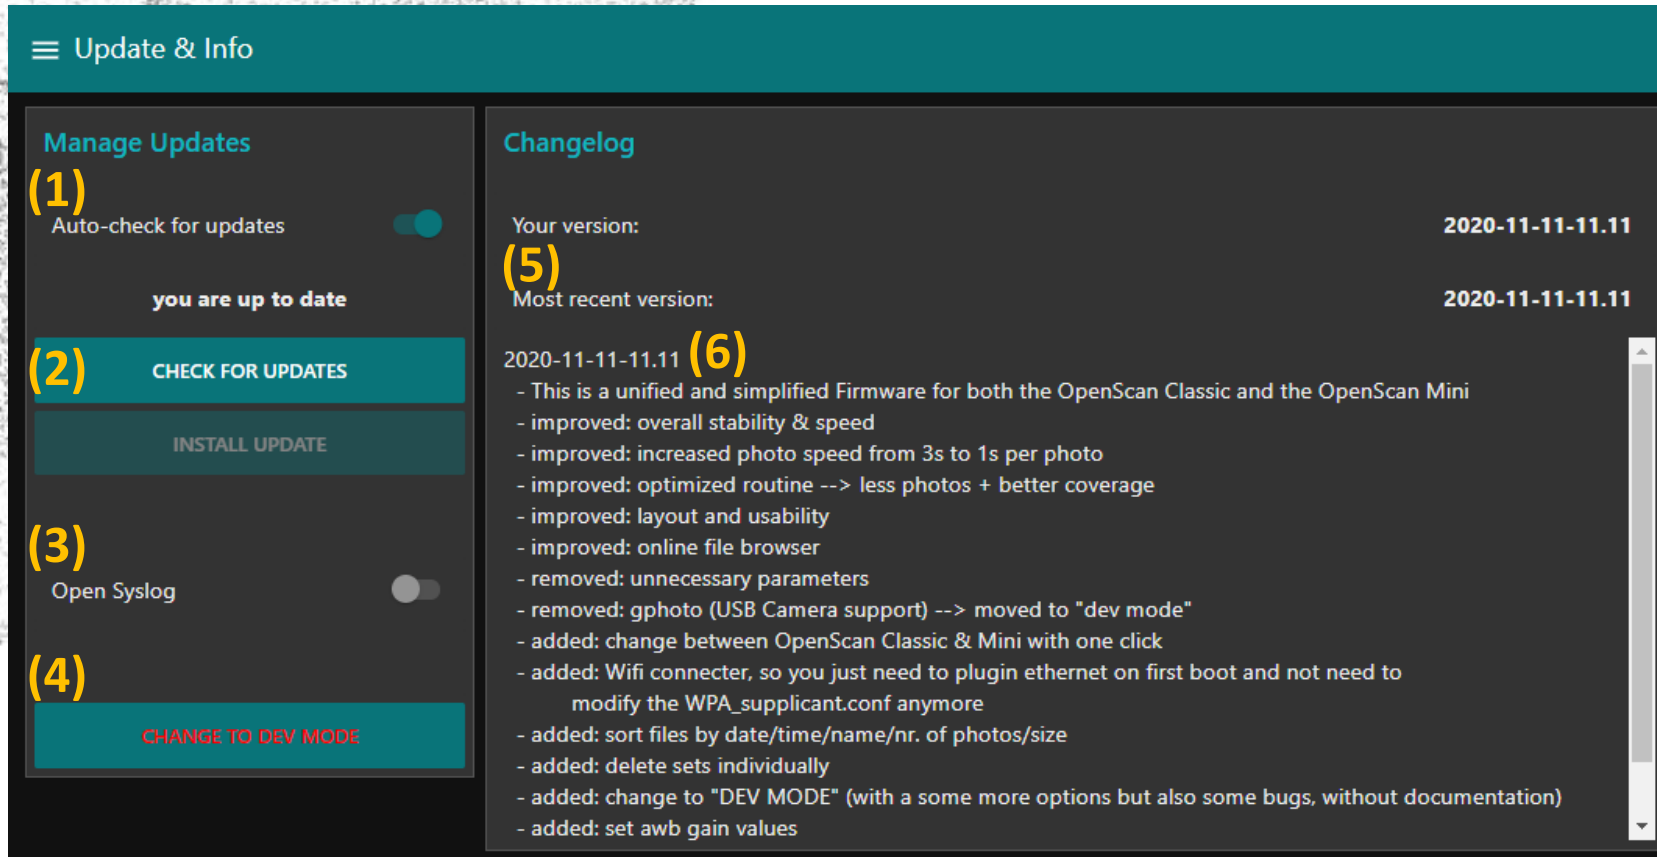 Update & Info
Manage Updates
(1)
Auto-check for updates
you are up to date
(2)
CHECK FOR UPDATES
INSTALL UPDATE
(3)
Open Syslog
(4)
CHANGE TO DEV MODE
Changelog
Your version: 2020-11-11-11.11
(5)
Most recent version: 2020-11-11-11.11
2020-11-11-11.11 (6)
- This is a unified and simplified Firmware for both the OpenScan Classic and the OpenScan Mini
- improved: overall stability & speed
- improved: increased photo speed from 3s to 1s per photo
- improved: optimized routine --> less photos + better coverage
- improved: layout and usability
- improved: online file browser
- removed: unnecessary parameters
- removed: gphoto (USB Camera support) --> moved to "dev mode"
- added: change between OpenScan Classic & Mini with one click
- added: Wifi connecter, so you just need to plugin ethernet on first boot and not need to
modify the WPA_supplicant.conf anymore
- added: sort files by date/time/name/nr. of photos/size
- added: delete sets individually
- added: change to "DEV MODE" (with a some more options but also some bugs, without documentation)
- added: set awb gain values